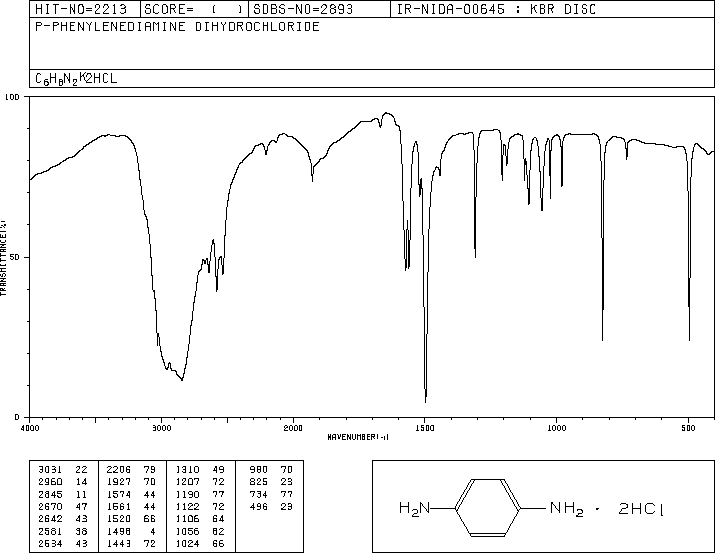 HIT-NO=2213 SCORE= ( ) SDBS-NO=2893 IR-NIDA-00645 : KBR DISC
P-PHENYLENEDIAMINE DIHYDROCHLORIDE
C6H8N2*2HCL
100
50
0
TRANSMITTANCE(%)
4000 3000 2000 1500 1000 500
WAVENUMBER(-1)
3031 22 2206 79 1310 49 980 70
2960 14 1927 70 1207 72 825 23
2845 11 1574 44 1190 77 734 77
2670 47 1561 44 1122 72 496 23
2642 43 1520 66 1106 64
2581 38 1498 4 1056 62
2534 43 1443 72 1024 66
H2N NH2 · 2HCl